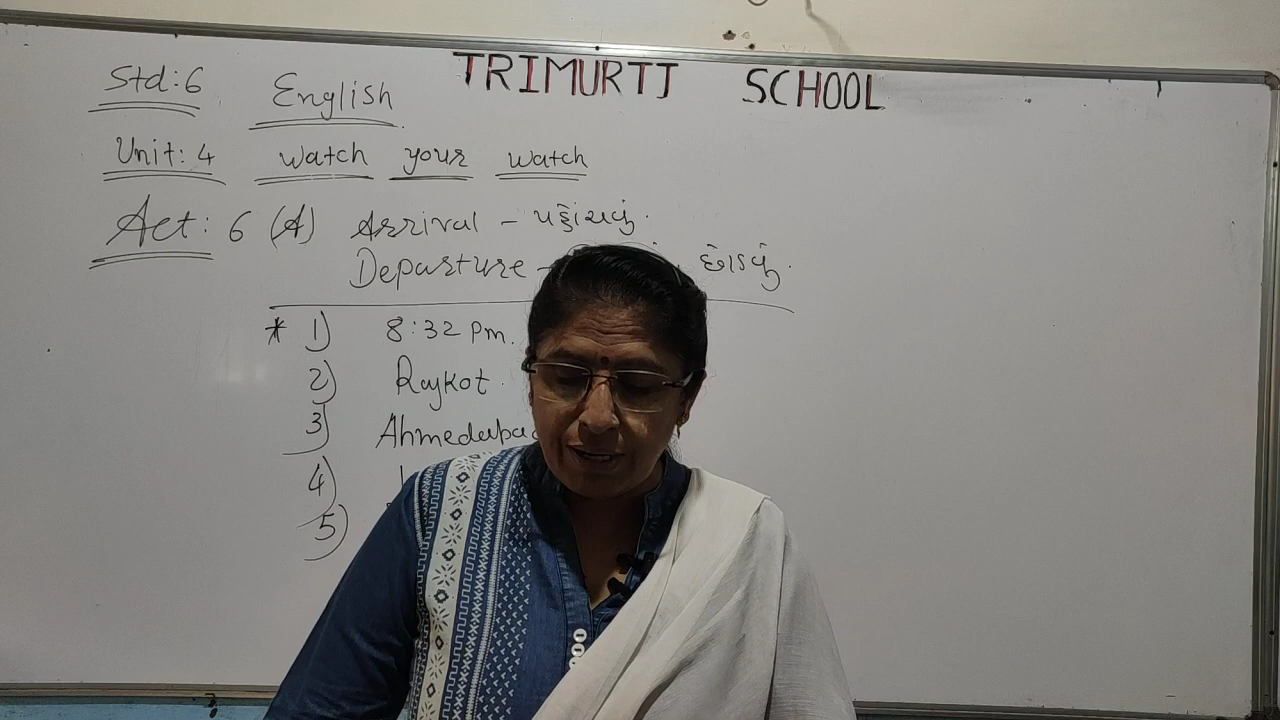 TRIMURTI SCHOOL
Std:6 English
Unit: 4 watch your watch
Act: 6 (A) Arrival - પહોંચવું.
Departure - છોડવું.
* 1) 8:32 Pm.
2) Rajkot.
3)
4)
5)